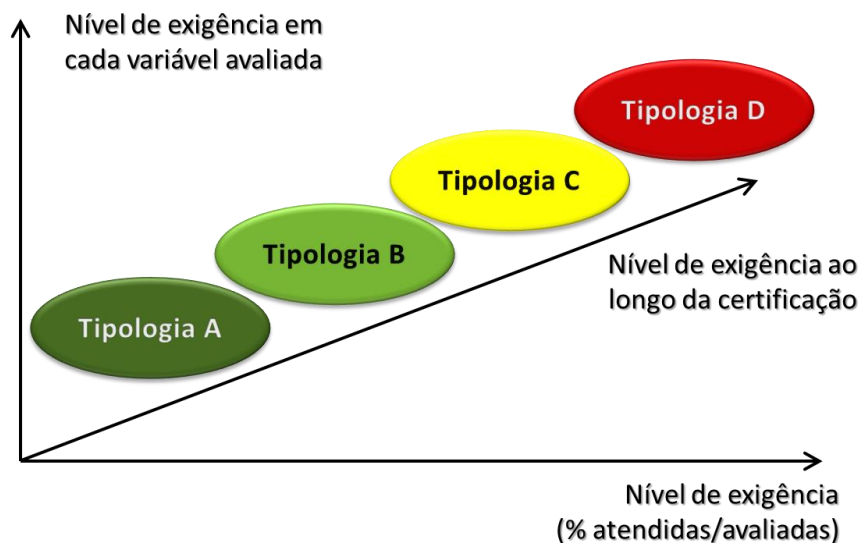 Nível de exigência em
cada variável avaliada
Tipologia D
Tipologia C
Tipologia B
Nível de exigência ao
longo da certificação
Tipologia A
Nível de exigência
(% atendidas/avaliadas)